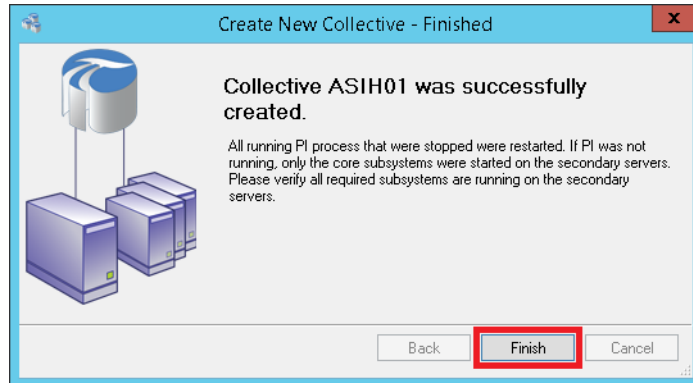 Create New Collective - Finished
x
Collective ASIH01 was successfully
created.
All running PI process that were stopped were restarted. If PI was not
running, only the core subsystems were started on the secondary servers.
Please verify all required subsystems are running on the secondary
servers.
Back
Finish
Cancel